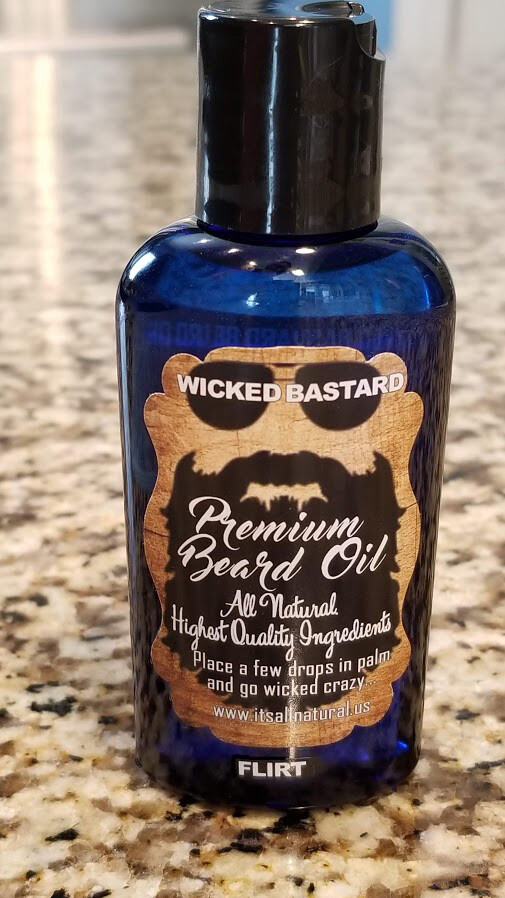 WICKED BASTARD
Premium
Beard Oil
All Natural
Highest Quality Ingredients
Place a few drops in palm
and go wicked crazy...
www.itsallnatural.us
FLIRT